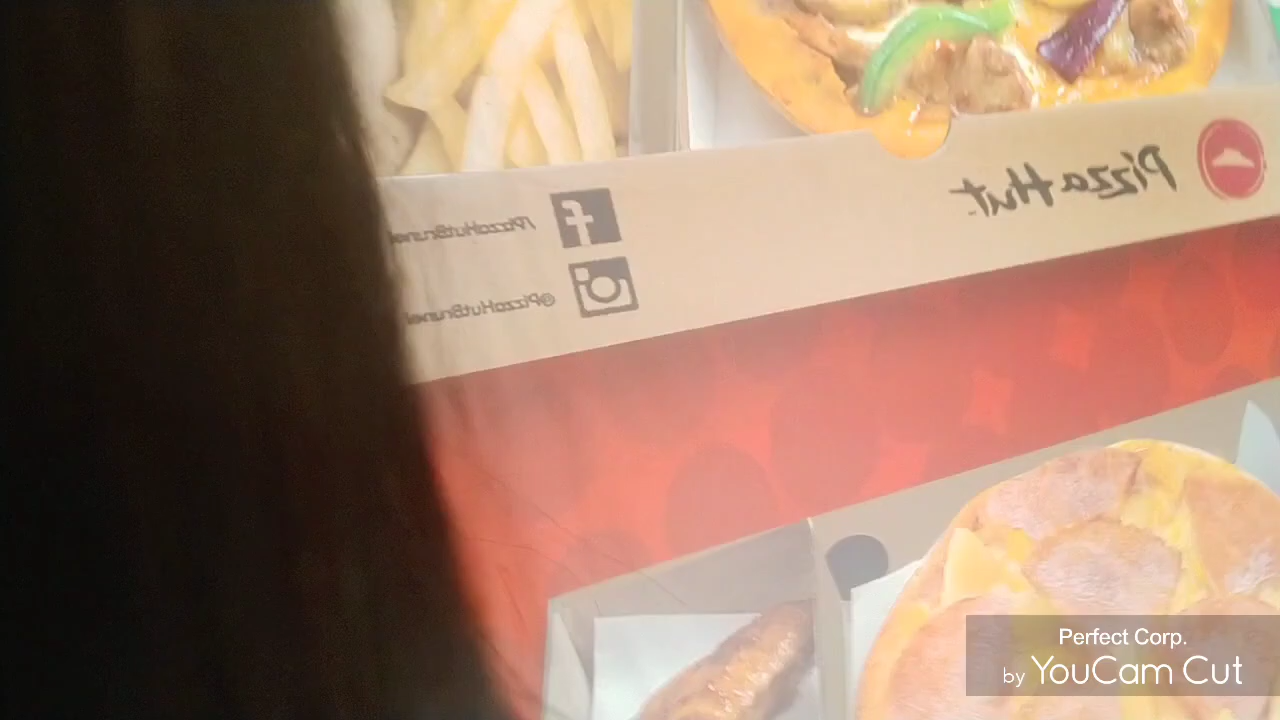 Pizza Hut
/PizzaHutBrunei
@PizzaHutBrunei
Perfect Corp.
by YouCam Cut